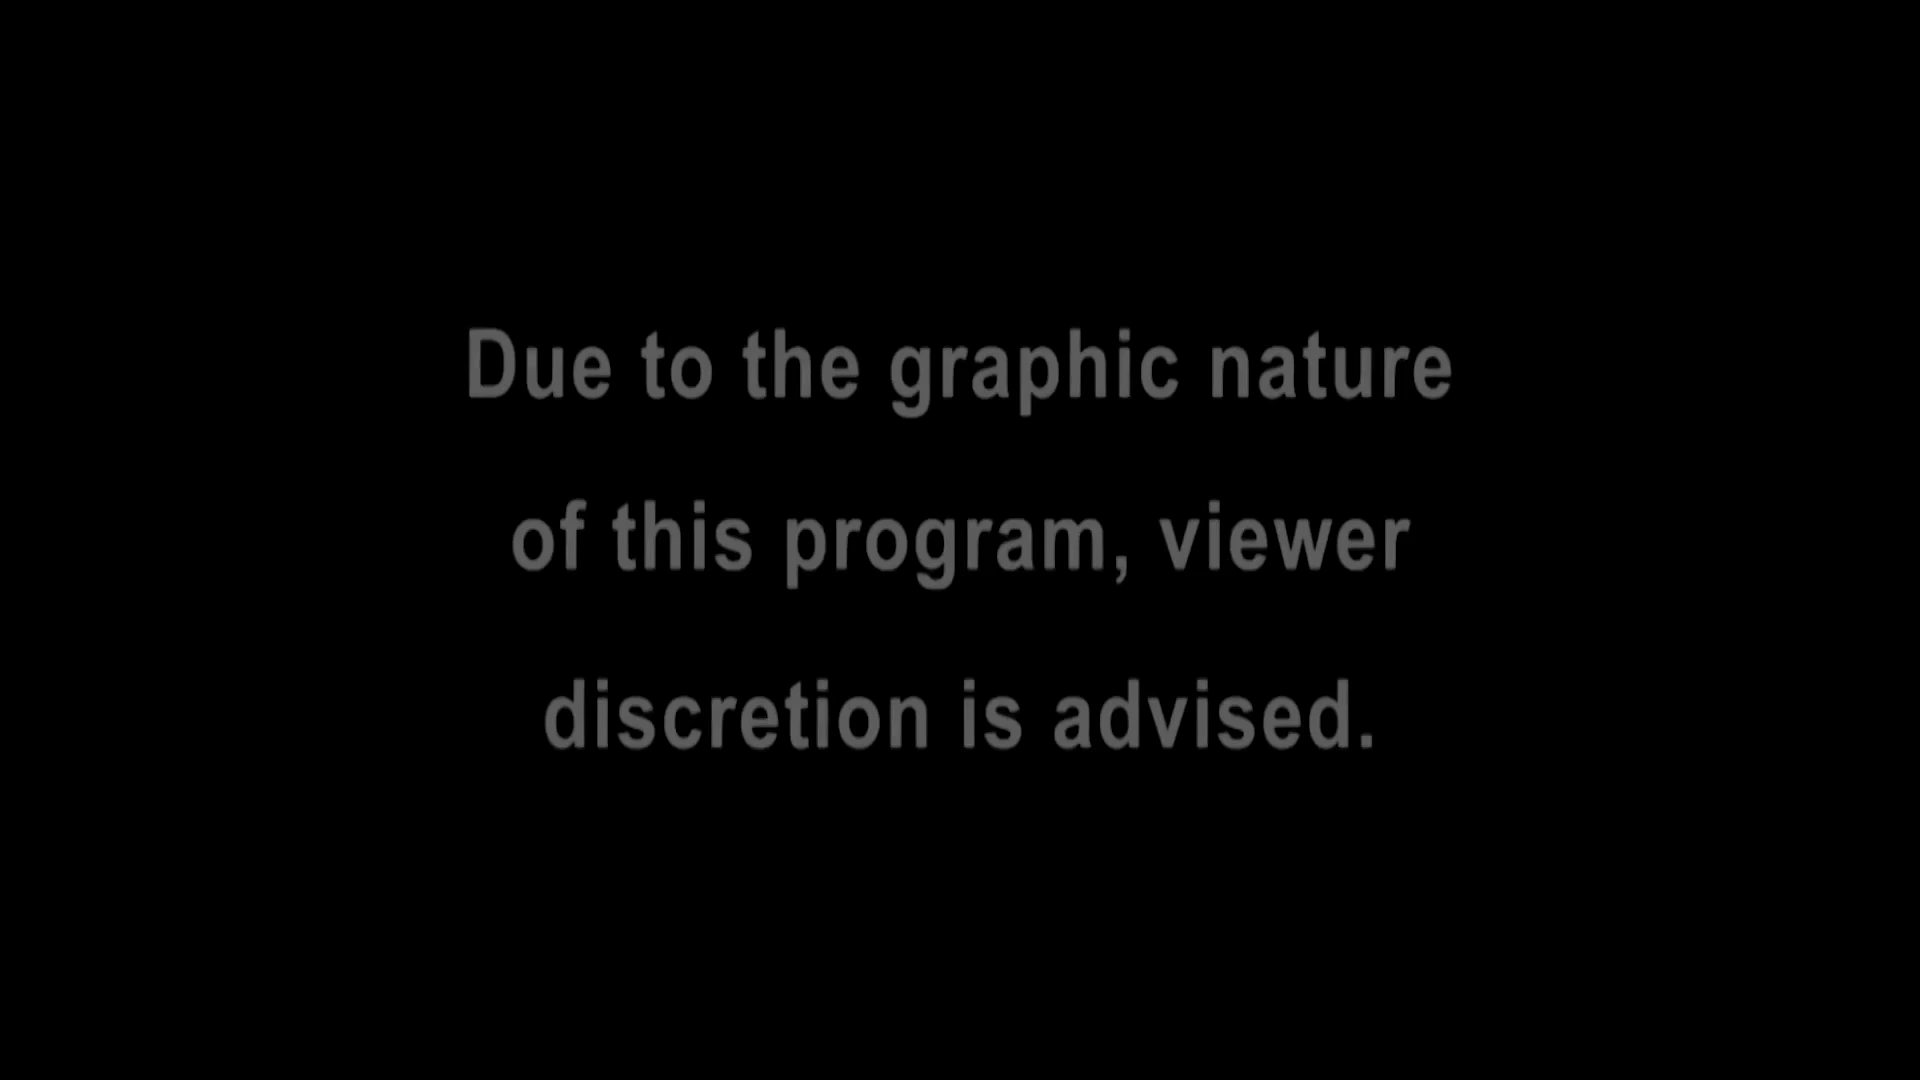 Due to the graphic nature
of this program, viewer
discretion is advised.